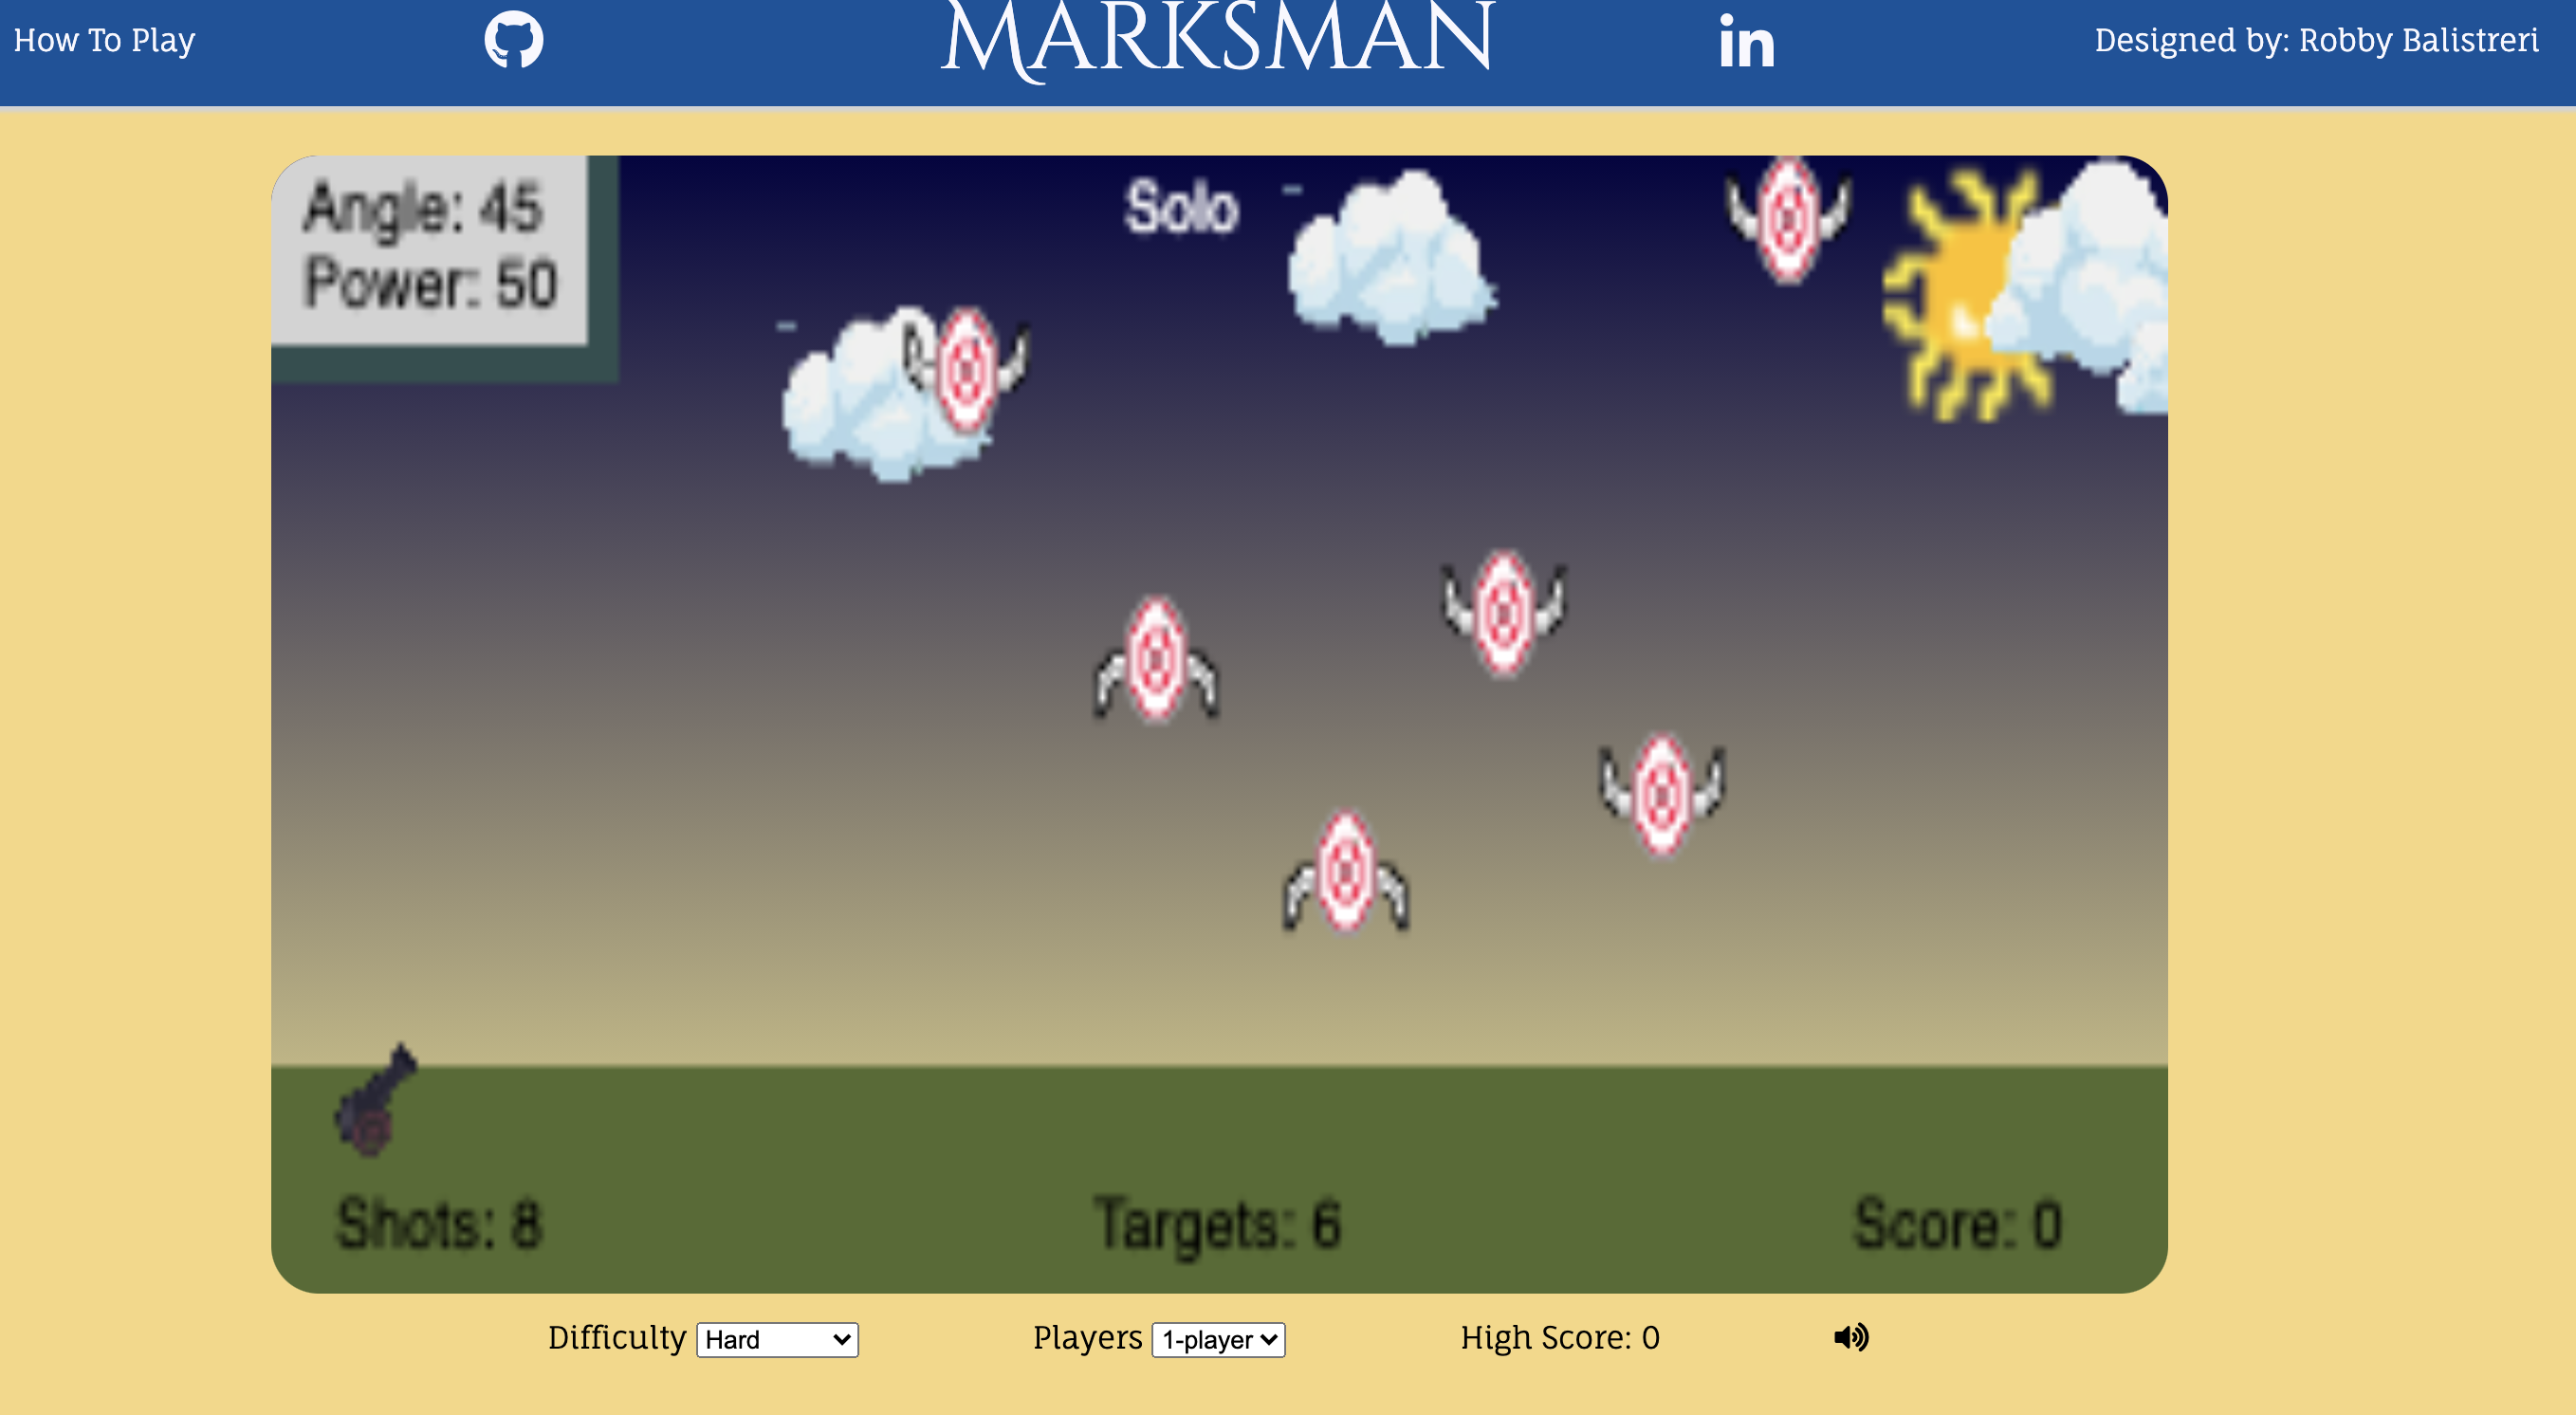 How To Play
MARKSMAN
in
Designed by: Robby Balistreri
Angle: 45
Power: 50
Solo
Shots: 8
Targets: 6
Score: 0
Difficulty Hard
Players 1-player
High Score: 0